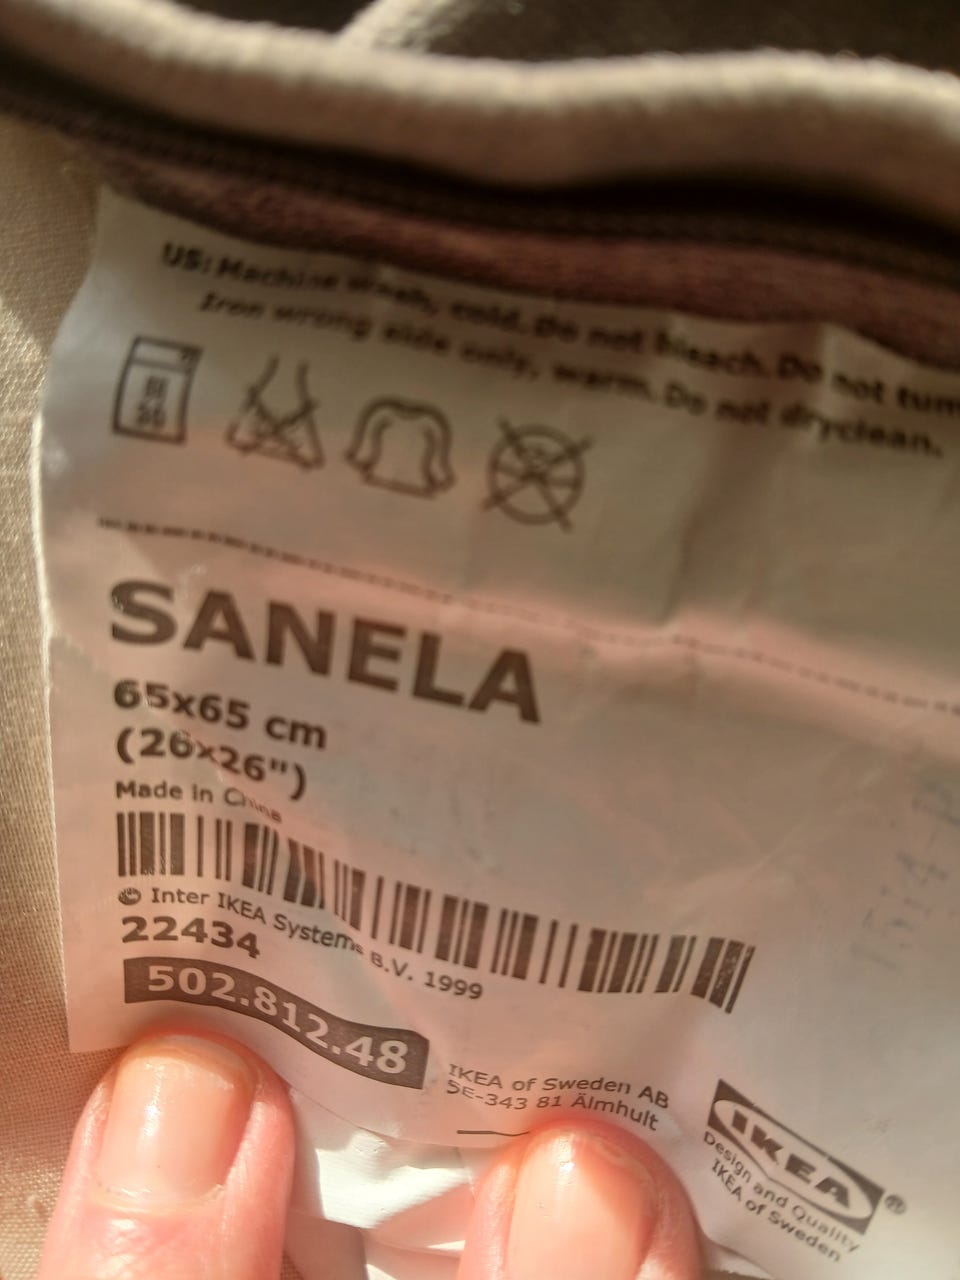 US: Machine wash, cold. Do not bleach. Do not tum
Iron wrong side only, warm. Do not dryclean.
SANELA
65x65 cm
(26x26")
Made in China
© Inter IKEA Systems B.V. 1999
22434
502.812.48
IKEA of Sweden AB
SE-343 81 Älmhult
IKEA®
Design and Quality
IKEA of Sweden